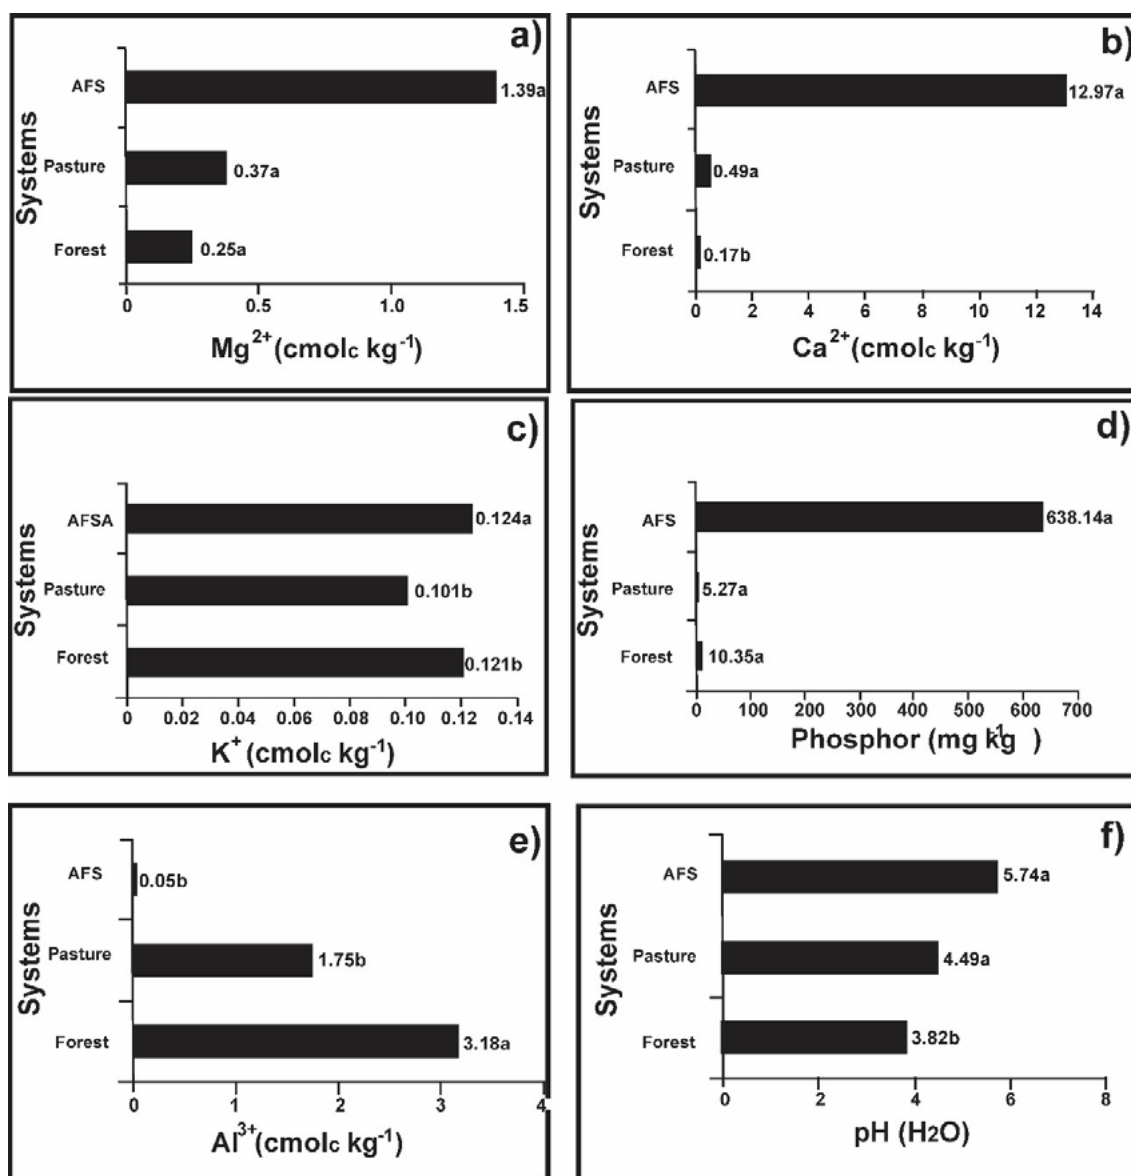 a)
Systems
AFS
1.39a
Pasture
0.37a
Forest
0.25a
0 0.5 1.0 1.5
Mg2+ (cmolc kg-1)
b)
Systems
AFS
12.97a
Pasture
0.49a
Forest
0.17b
0 2 4 6 8 10 12 14
Ca2+ (cmolc kg-1)
c)
Systems
AFSA
0.124a
Pasture
0.101b
Forest
0.121b
0 0.02 0.04 0.06 0.08 0.10 0.12 0.14
K+ (cmolc kg-1)
d)
Systems
AFS
638.14a
Pasture
5.27a
Forest
10.35a
0 100 200 300 400 500 600 700
Phosphor (mg kg-1)
e)
Systems
AFS
0.05b
Pasture
1.75b
Forest
3.18a
0 1 2 3 4
Al3+(cmolc kg-1)
f)
Systems
AFS
5.74a
Pasture
4.49a
Forest
3.82b
0 2 4 6 8
pH (H2O)